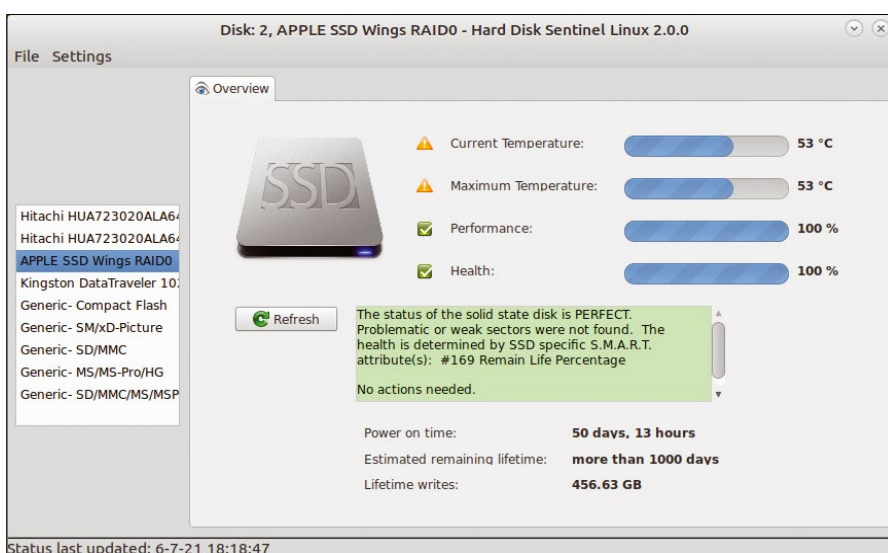 Disk: 2, APPLE SSD Wings RAID0 - Hard Disk Sentinel Linux 2.0.0
File Settings
Overview
Hitachi HUA723020ALA64
Hitachi HUA723020ALA64
APPLE SSD Wings RAID0
Kingston DataTraveler 10
Generic- Compact Flash
Generic- SM/xD-Picture
Generic- SD/MMC
Generic- MS/MS-Pro/HG
Generic- SD/MMC/MS/MSP
SSD
Current Temperature: 53 °C
Maximum Temperature: 53 °C
Performance: 100 %
Health: 100 %
Refresh
The status of the solid state disk is PERFECT.
Problematic or weak sectors were not found. The
health is determined by SSD specific S.M.A.R.T.
attribute(s): #169 Remain Life Percentage
No actions needed.
Power on time: 50 days, 13 hours
Estimated remaining lifetime: more than 1000 days
Lifetime writes: 456.63 GB
Status last updated: 6-7-21 18:18:47